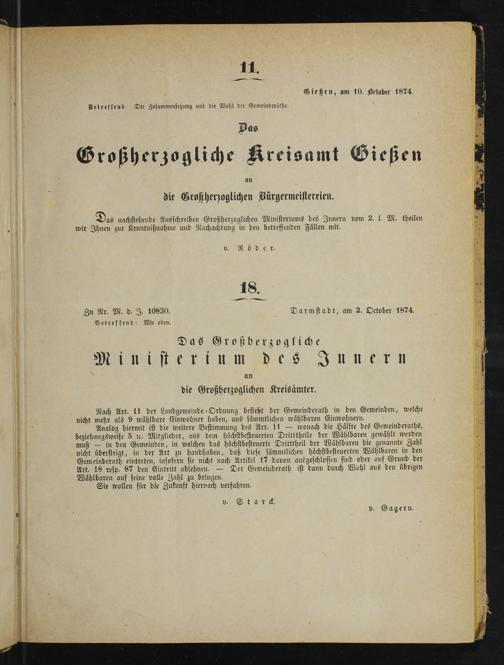 11.
Gießen, am 10. October 1874.
Betreffend: Die Zusammensetzung und die Wahl der Gemeinderäthe.
Das
Großherzogliche Kreisamt Gießen
an
die Großherzoglichen Bürgermeistereien.
Das nachstehende Ausschreiben Großherzoglichen Ministeriums des Innern vom 2. l. M. theilen
wir Ihnen zur Kenntnißnahme und Nachachtung in den betreffenden Fällen mit.
v. Röder.
18.
Zu Nr. M. d. J. 10830.
Darmstadt, am 2. October 1874.
Betreffend: Wie oben.
Das Großherzogliche
Ministerium des Innern
an
die Großherzoglichen Kreisämter.
Nach Art. 11 der Landgemeinde-Ordnung besteht der Gemeinderath in den Gemeinden, welche
nicht mehr als 9 wählbare Einwohner haben, aus sämmtlichen wählbaren Einwohnern.
Analog hiermit ist die weitere Bestimmung des Art. 11 — wonach die Hälfte des Gemeinderaths,
beziehungsweise 5 ꝛc. Mitglieder, aus dem höchstbesteuerten Dritttheile der Wählbaren gewählt werden
muß — in den Gemeinden, in welchen das höchstbesteuerte Dritttheil der Wählbaren die genannte Zahl
nicht übersteigt, in der Art zu handhaben, daß diese sämmtlichen höchstbesteuerten Wählbaren in den
Gemeinderath eintreten, insofern sie nicht nach Artikel 17 davon ausgeschlossen sind oder auf Grund der
Art. 18 resp. 87 den Eintritt ablehnen. — Der Gemeinderath ist dann durch Wahl aus den übrigen
Wählbaren auf seine volle Zahl zu bringen.
Sie wollen für die Zukunft hiernach verfahren.
v. Starck.
v. Gagern.